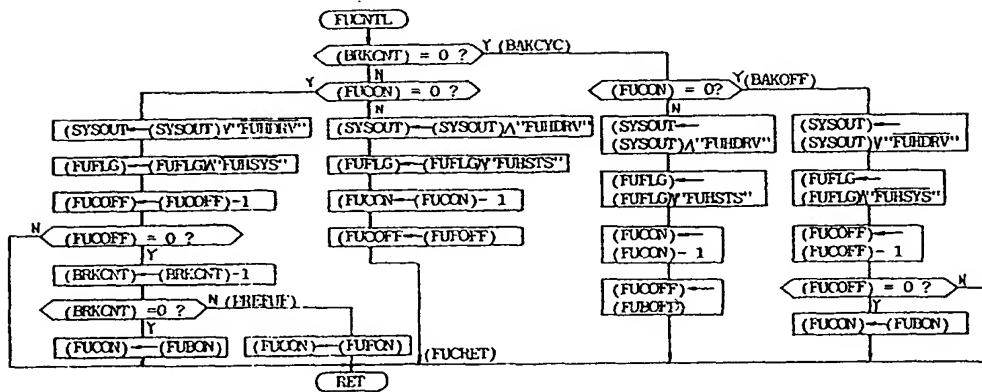 FUCNTL
(BRKCNT) = 0 ?
Y (BAKCYC)
N
Y
(FUCON) = 0 ?
N
(SYSOUT←(SYSOUT)∨"FUHDRV"
(FUFLG)←(FUFLG∧"FUHSYS"
(FUCOFF)←(FUCOFF)-1
N
(FUCOFF) = 0 ?
Y
(BRKCNT)←(BRKCNT)-1
(BRKCNT) =0 ?
N (PREFUF)
Y
(FUCON)←(FUBON)
(FUCON)←(FUFON)
(SYSOUT)←(SYSOUT)∧"FUHDRV"
(FUFLG)←(FUFLG∨"FUHSTS"
(FUCON←(FUCON)- 1
(FUCOFF←(FUFOFF)
(FUCRET)
RET
(FUCON) = 0?
Y(BAKOFF)
N
(SYSOUT←
(SYSOUT)∧"FUHDRV"
(FUFLG)←
(FUFLG)∨"FUHSTS"
(FUCON)←
(FUCON)- 1
(FUCOFF)←
(FUBOFF)
(SYSOUT)←
(SYSOUT)∨"FUHDRV"
(FUFLG←
(FUFLG)∧"FUHSYS"
(FUCOFF)←
(FUCOFF)-1
(FUCOFF) = 0 ?
N
Y
(FUCON)←(FUBON)